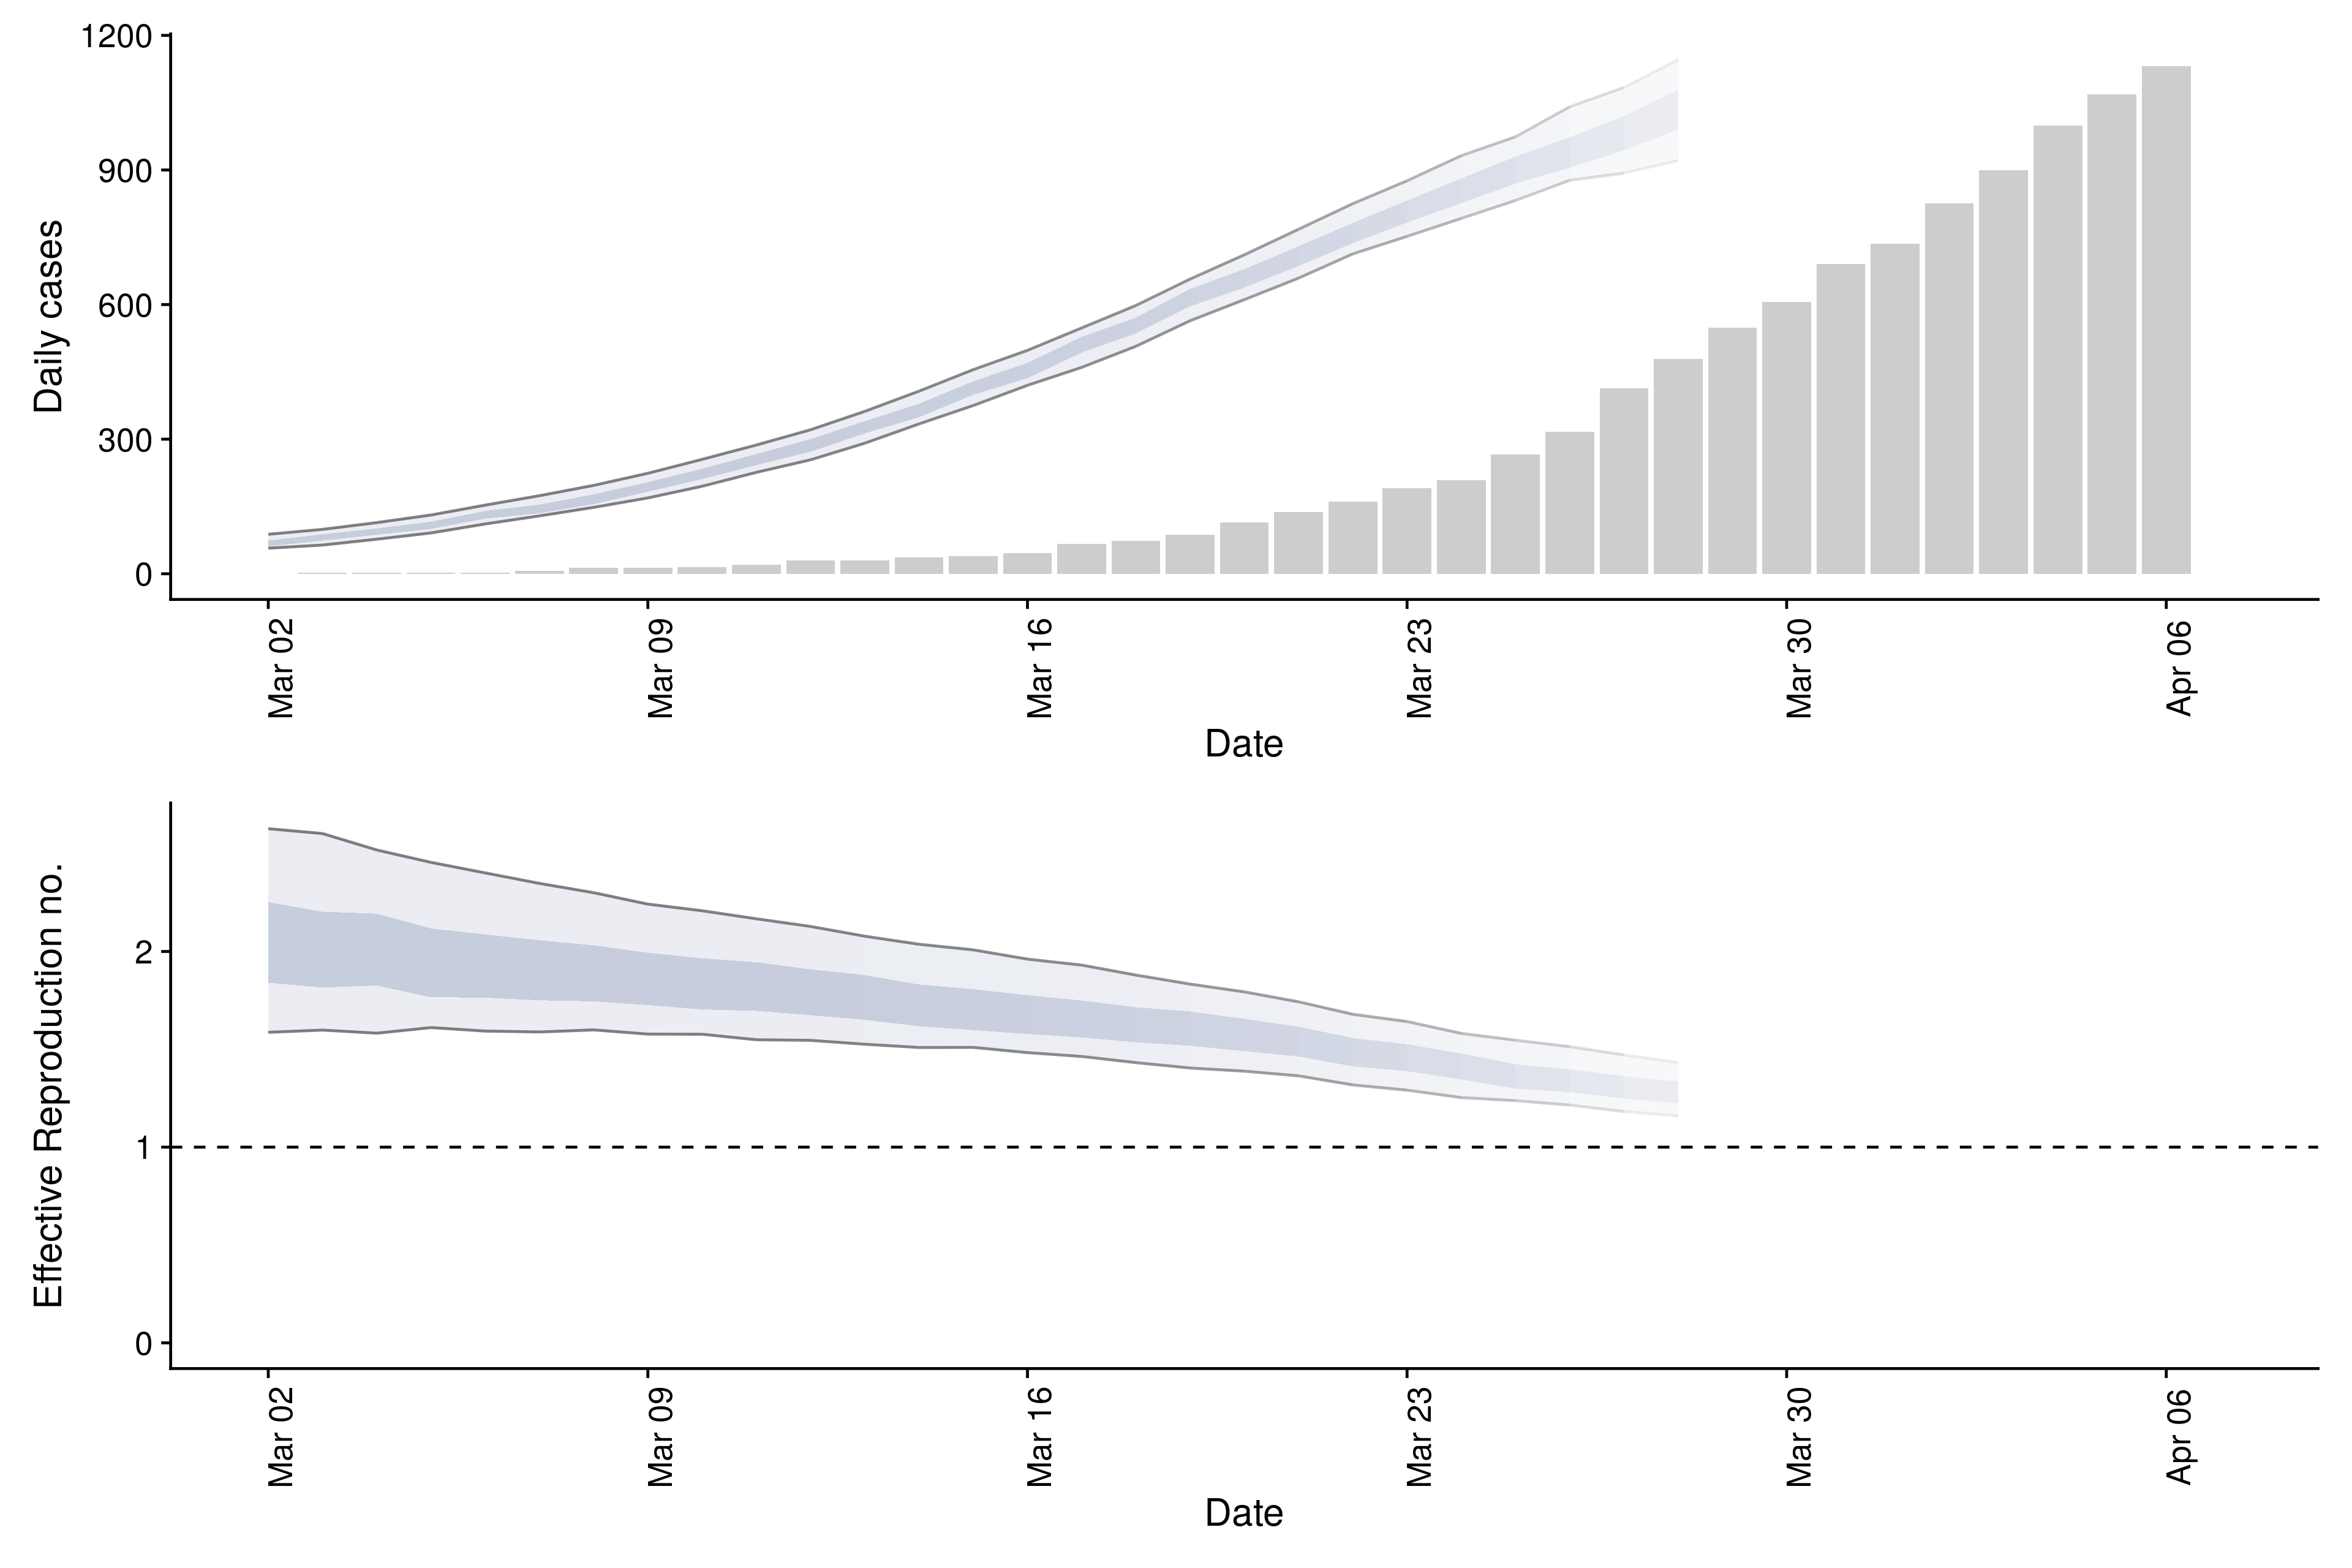 1200
900
600
300
0
Daily cases
Mar 02
Mar 09
Mar 16
Mar 23
Mar 30
Apr 06
Date
2
1
0
Effective Reproduction no.
Mar 02
Mar 09
Mar 16
Mar 23
Mar 30
Apr 06
Date